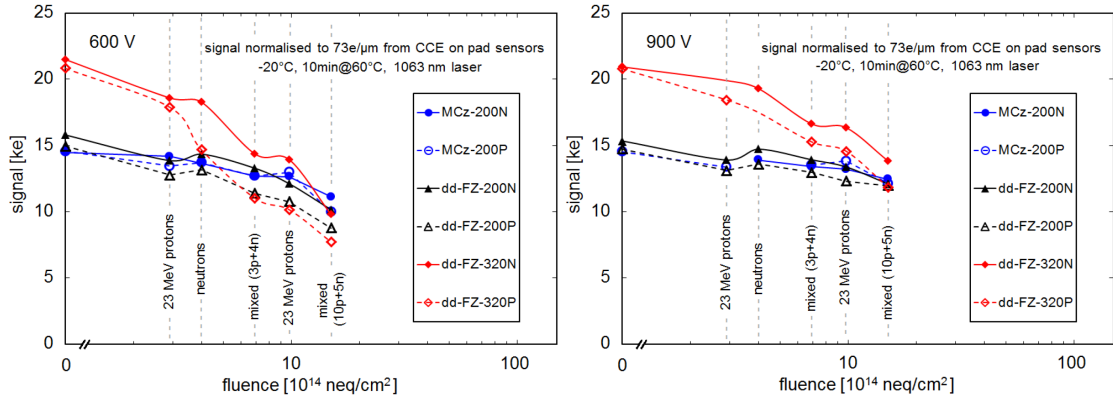 600 V
signal normalised to 73e/µm from CCE on pad sensors
-20°C, 10min@60°C, 1063 nm laser
signal [ke]
25
20
15
10
5
0
MCz-200N
MCz-200P
dd-FZ-200N
dd-FZ-200P
dd-FZ-320N
dd-FZ-320P
23 MeV protons
neutrons
mixed (3p+4n)
23 MeV protons
mixed
(10p+5n)
0
10
100
fluence [10¹⁴ neq/cm²]
900 V
signal normalised to 73e/µm from CCE on pad sensors
-20°C, 10min@60°C, 1063 nm laser
signal [ke]
25
20
15
10
5
0
MCz-200N
MCz-200P
dd-FZ-200N
dd-FZ-200P
dd-FZ-320N
dd-FZ-320P
23 MeV protons
neutrons
mixed (3p+4n)
23 MeV protons
mixed (10p+5n)
0
10
100
fluence [10¹⁴ neq/cm²]